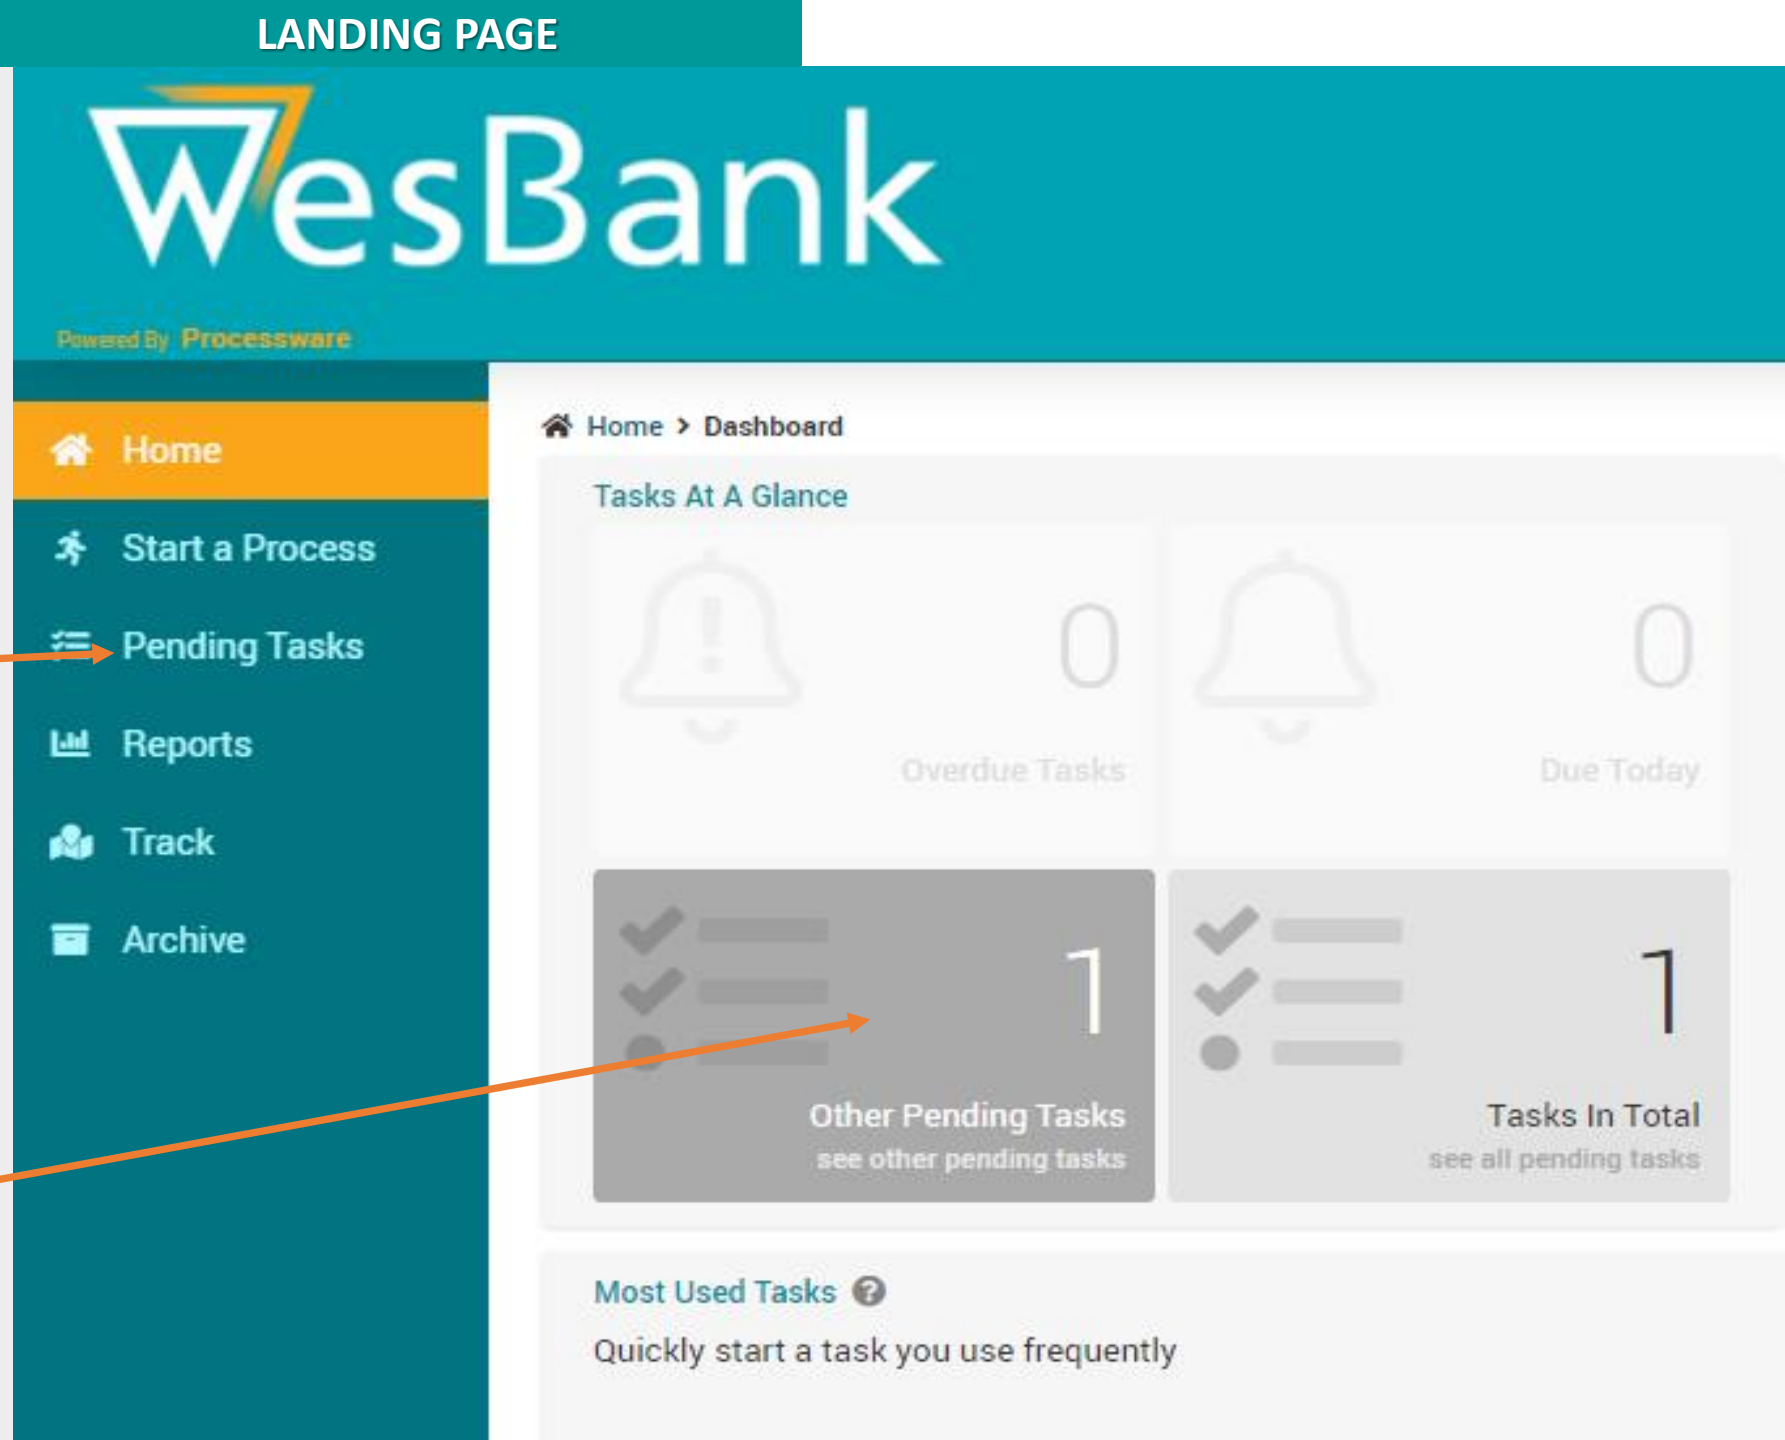 LANDING PAGE
WesBank
Powered By Processware
Home
Start a Process
Pending Tasks
Reports
Track
Archive
Home > Dashboard
Tasks At A Glance
0
Overdue Tasks
0
Due Today
1
Other Pending Tasks
see other pending tasks
1
Tasks In Total
see all pending tasks
Most Used Tasks ?
Quickly start a task you use frequently